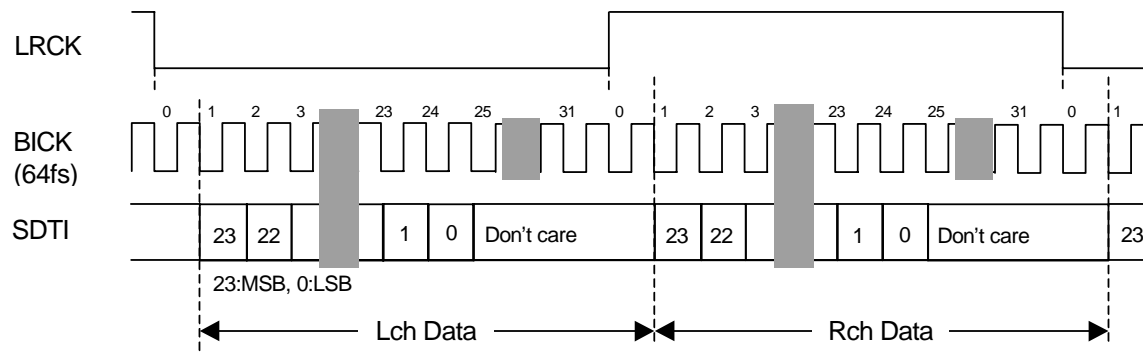 LRCK
0 1 2 3 23 24 25 31 0 1 2 3 23 24 25 31 0 1
BICK
(64fs)
SDTI 23 22 1 0 Don't care 23 22 1 0 Don't care 23
23:MSB, 0:LSB
Lch Data Rch Data